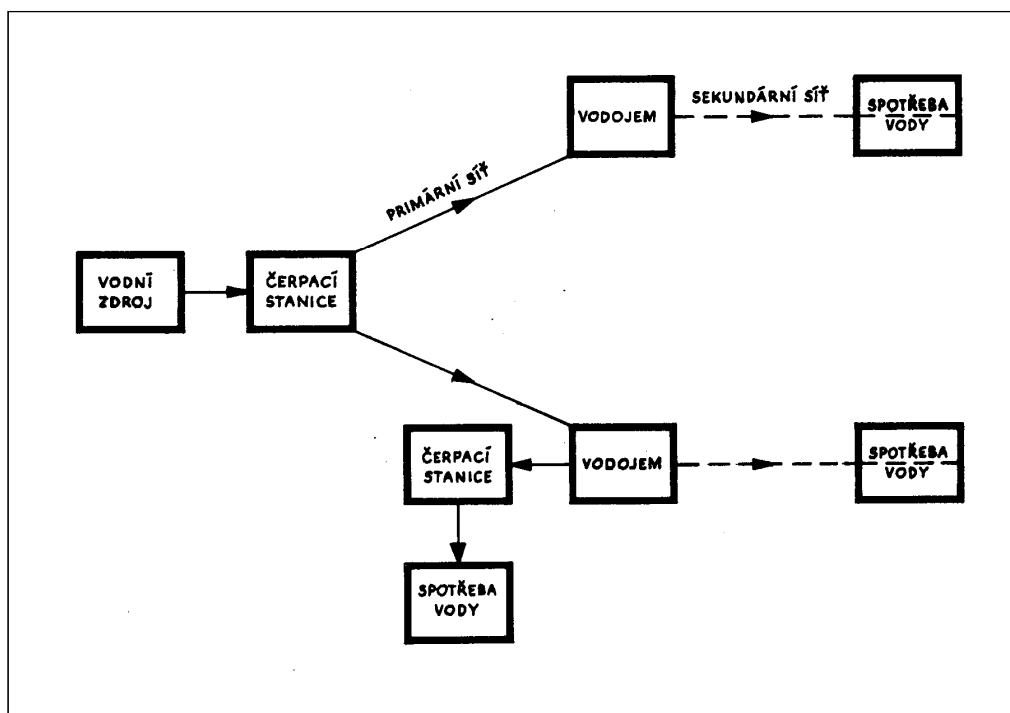 VODOJEM
SEKUNDÁRNÍ SÍŤ
SPOTŘEBA
VODY
PRIMÁRNÍ SÍŤ
VODNÍ
ZDROJ
ČERPACÍ
STANICE
ČERPACÍ
STANICE
VODOJEM
SPOTŘEBA
VODY
SPOTŘEBA
VODY